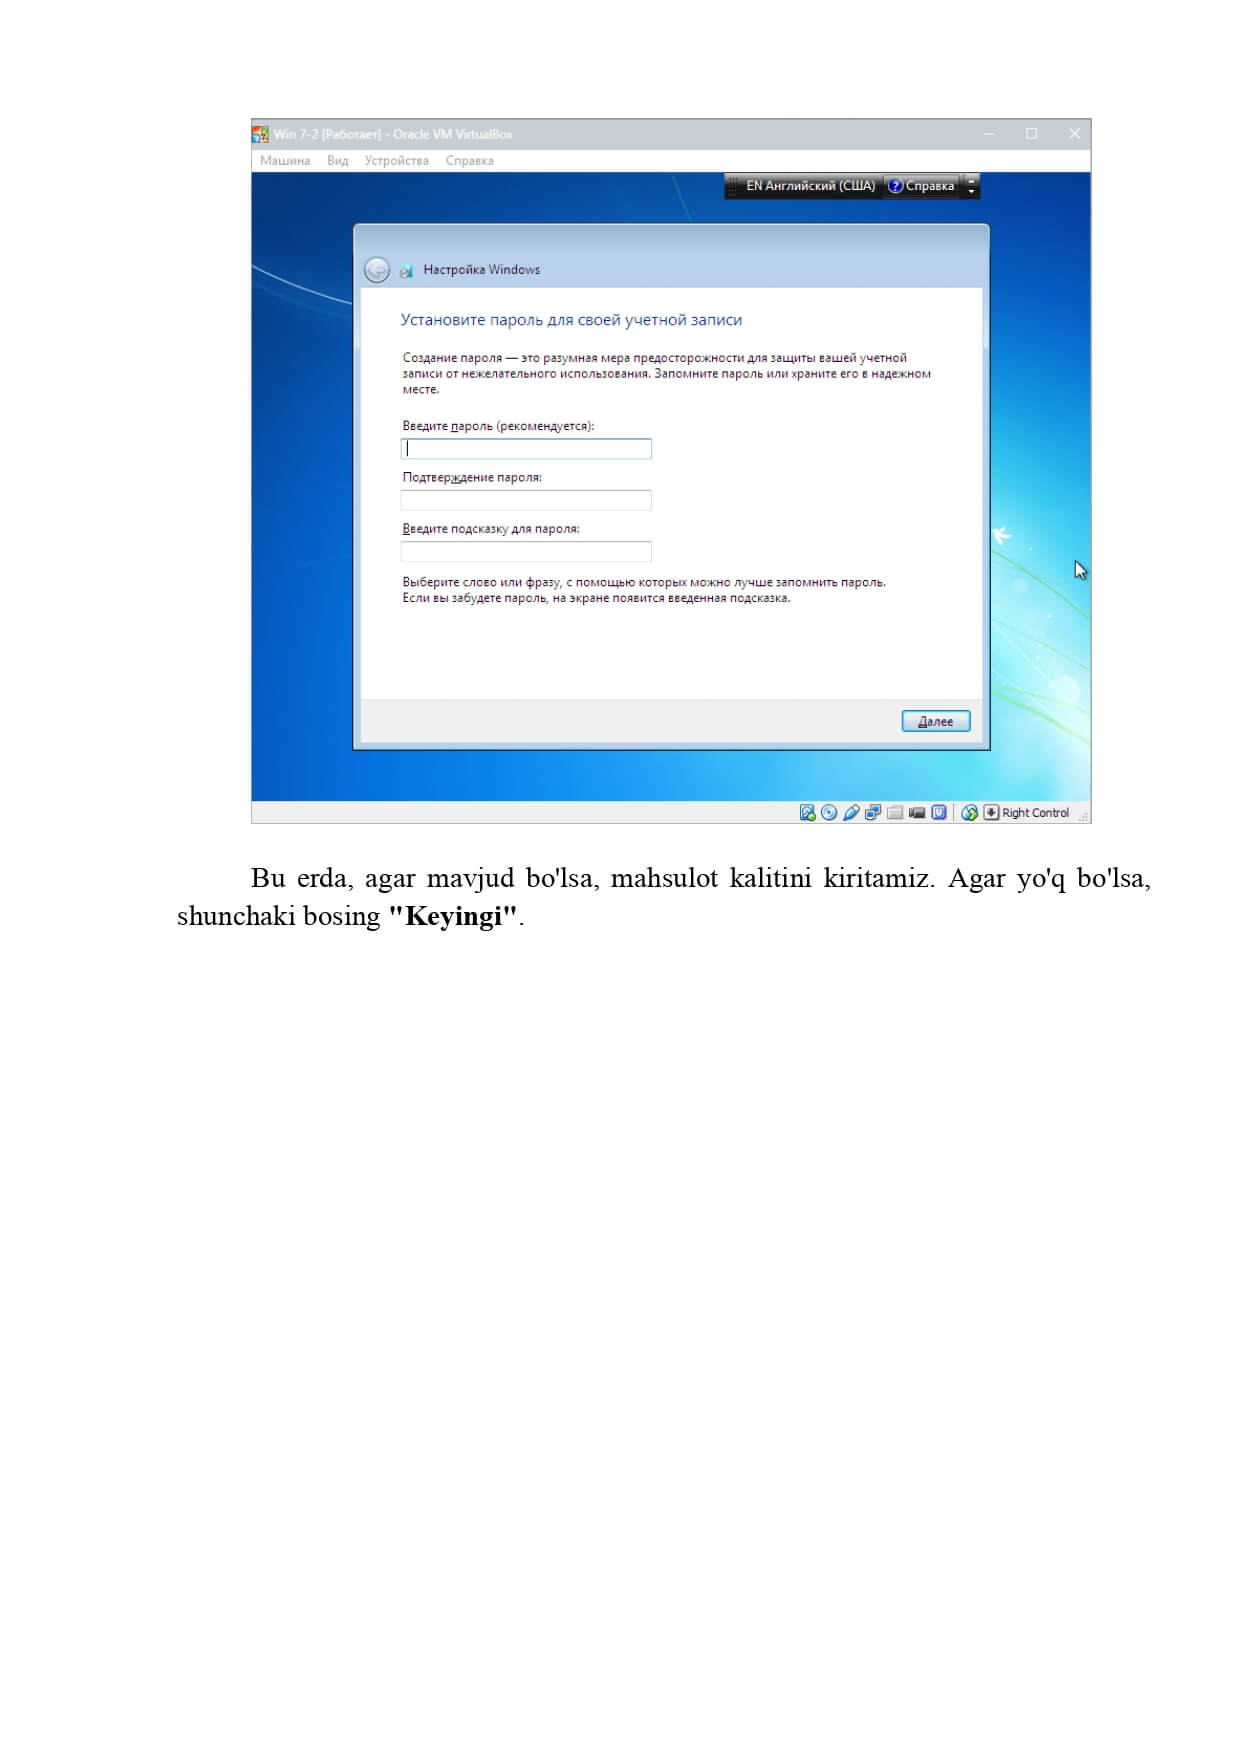 Win 7-2 [Работает] - Oracle VM VirtualBox
Машина Вид Устройства Справка
EN Английский (США) Справка
Настройка Windows
Установите пароль для своей учетной записи
Создание пароля — это разумная мера предосторожности для защиты вашей учетной
записи от нежелательного использования. Запомните пароль или храните его в надежном
месте.
Введите пароль (рекомендуется):
Подтверждение пароля:
Введите подсказку для пароля:
Выберите слово или фразу, с помощью которых можно лучше запомнить пароль.
Если вы забудете пароль, на экране появится введенная подсказка.
Далее
Right Control
Bu erda, agar mavjud bo'lsa, mahsulot kalitini kiritamiz. Agar yo'q bo'lsa,
shunchaki bosing "Keyingi".